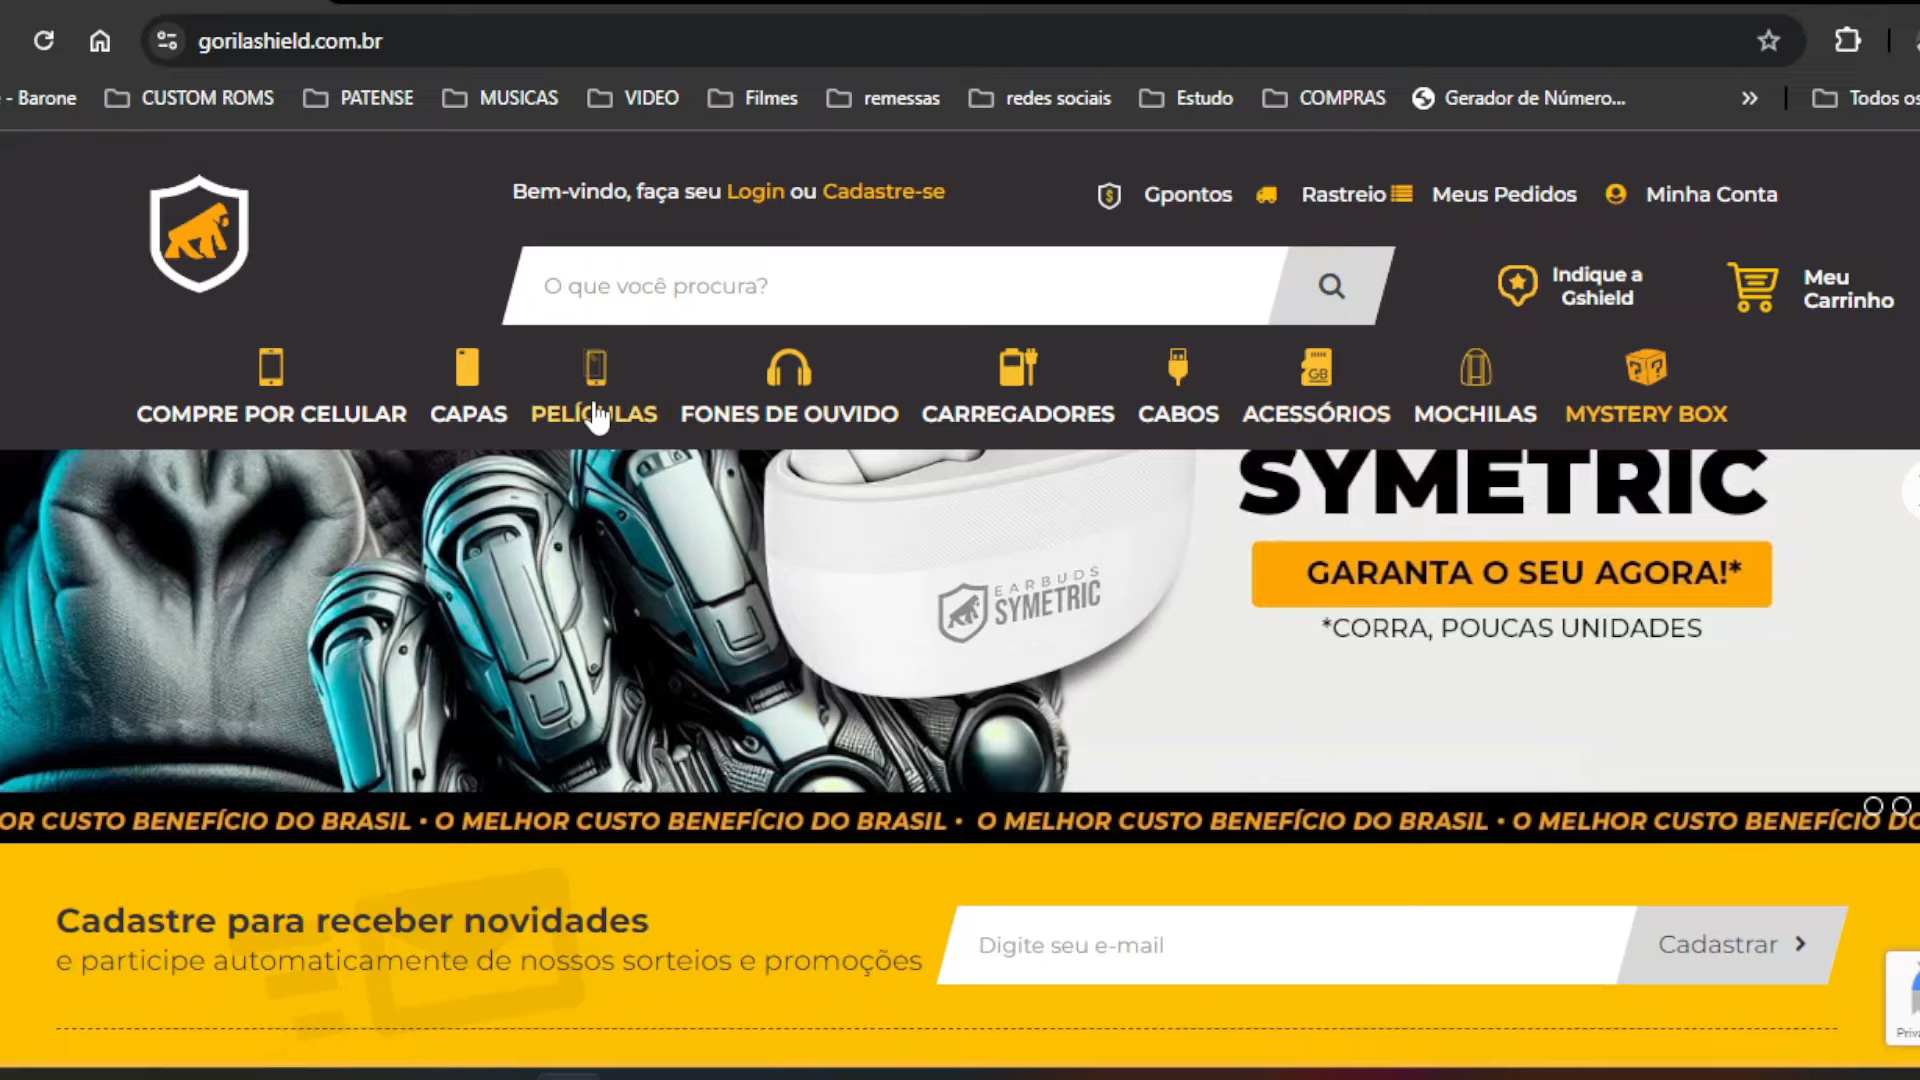 gorilashield.com.br
- Barone CUSTOM ROMS PATENSE MUSICAS VIDEO Filmes remessas redes sociais Estudo COMPRAS Gerador de Número... » Todos os
Bem-vindo, faça seu Login ou Cadastre-se
Gpontos Rastreio Meus Pedidos Minha Conta
O que você procura?
Indique a
Gshield
Meu
Carrinho
GB
COMPRE POR CELULAR CAPAS PELÍCULAS FONES DE OUVIDO CARREGADORES CABOS ACESSÓRIOS MOCHILAS MYSTERY BOX
SYMETRIC
GARANTA O SEU AGORA!*
*CORRA, POUCAS UNIDADES
EARBUDS
SYMETRIC
OR CUSTO BENEFÍCIO DO BRASIL • O MELHOR CUSTO BENEFÍCIO DO BRASIL • O MELHOR CUSTO BENEFÍCIO DO BRASIL • O MELHOR CUSTO BENEFÍCIO DO
Cadastre para receber novidades
e participe automaticamente de nossos sorteios e promoções
Digite seu e-mail
Cadastrar
Priva